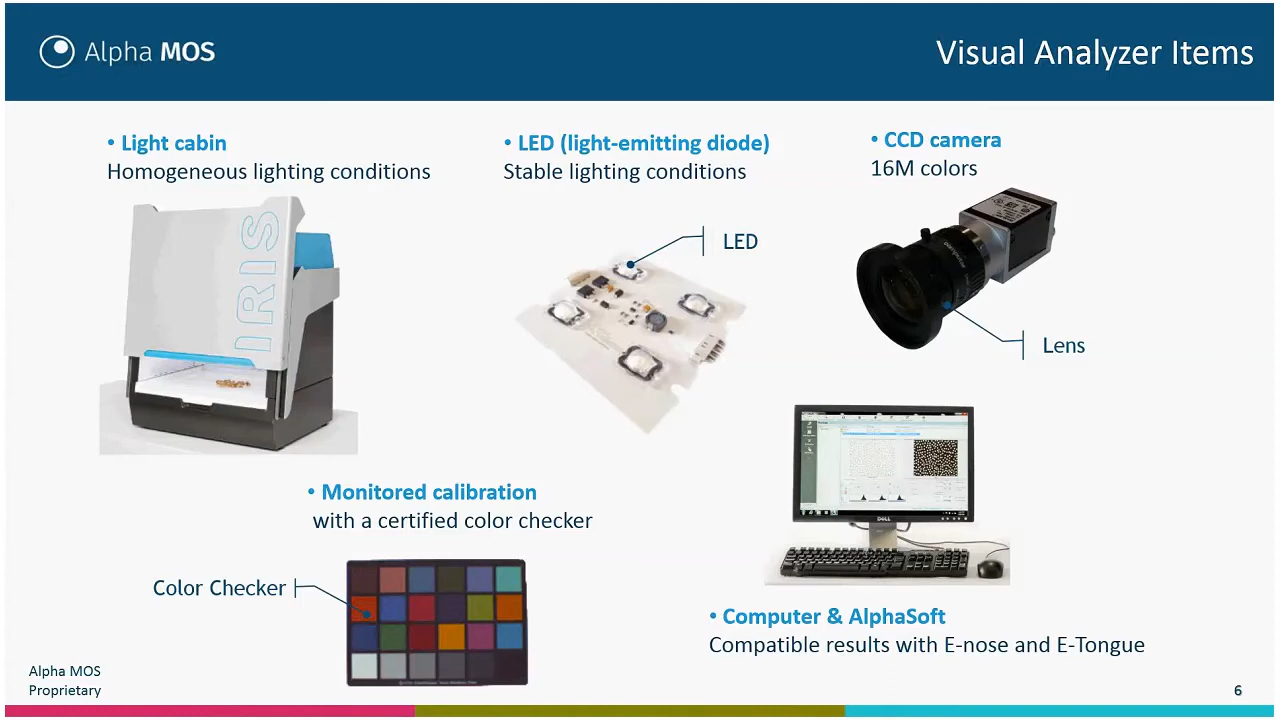 Alpha MOS
Visual Analyzer Items
• Light cabin
Homogeneous lighting conditions
• LED (light-emitting diode)
Stable lighting conditions
• CCD camera
16M colors
IRIS
LED
Lens
• Monitored calibration
with a certified color checker
Color Checker
DELL
• Computer & AlphaSoft
Compatible results with E-nose and E-Tongue
Alpha MOS
Proprietary
6